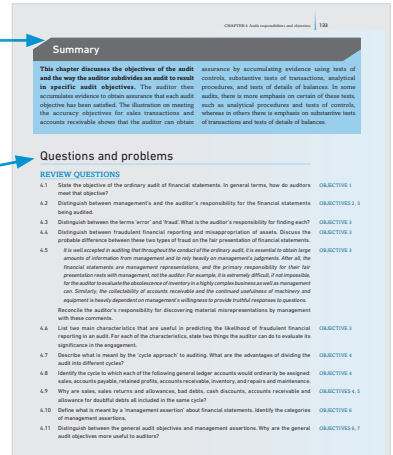 CHAPTER 4 Audit responsibilities and objectives 133
Summary
This chapter discusses the objectives of the audit
and the way the auditor subdivides an audit to result
in specific audit objectives. The auditor then
accumulates evidence to obtain assurance that each audit
objective has been satisfied. The illustration on meeting
the accuracy objectives for sales transactions and
accounts receivable shows that the auditor can obtain
assurance by accumulating evidence using tests of
controls, substantive tests of transactions, analytical
procedures, and tests of details of balances. In some
audits, there is more emphasis on certain of these tests,
such as analytical procedures and tests of controls,
whereas in others there is emphasis on substantive tests
of transactions and tests of details of balances.
Questions and problems
REVIEW QUESTIONS
4.1 State the objective of the ordinary audit of financial statements. In general terms, how do auditors OBJECTIVE 1
meet that objective?
4.2 Distinguish between management's and the auditor's responsibility for the financial statements OBJECTIVES 2, 3
being audited.
4.3 Distinguish between the terms 'error' and 'fraud'. What is the auditor's responsibility for finding each? OBJECTIVE 3
4.4 Distinguish between fraudulent financial reporting and misappropriation of assets. Discuss the OBJECTIVE 3
probable difference between these two types of fraud on the fair presentation of financial statements.
4.5 It is well accepted in auditing that throughout the conduct of the ordinary audit, it is essential to obtain large OBJECTIVE 3
amounts of information from management and to rely heavily on management's judgments. After all, the
financial statements are management representations, and the primary responsibility for their fair
presentation rests with management, not the auditor. For example, it is extremely difficult, if not impossible,
for the auditor to evaluate the obsolescence of inventory in a highly complex business as well as management
can. Similarly, the collectability of accounts receivable and the continued usefulness of machinery and
equipment is heavily dependent on management's willingness to provide truthful responses to questions.
Reconcile the auditor's responsibility for discovering material misrepresentations by management
with these comments.
4.6 List two main characteristics that are useful in predicting the likelihood of fraudulent financial OBJECTIVE 3
reporting in an audit. For each of the characteristics, state two things the auditor can do to evaluate its
significance in the engagement.
4.7 Describe what is meant by the 'cycle approach' to auditing. What are the advantages of dividing the OBJECTIVE 4
audit into different cycles?
4.8 Identify the cycle to which each of the following general ledger accounts would ordinarily be assigned: OBJECTIVE 4
sales, accounts payable, retained profits, accounts receivable, inventory, and repairs and maintenance.
4.9 Why are sales, sales returns and allowances, bad debts, cash discounts, accounts receivable and OBJECTIVES 4, 5
allowance for doubtful debts all included in the same cycle?
4.10 Define what is meant by a 'management assertion' about financial statements. Identify the categories OBJECTIVE 6
of management assertions.
4.11 Distinguish between the general audit objectives and management assertions. Why are the general OBJECTIVES 6, 7
audit objectives more useful to auditors?